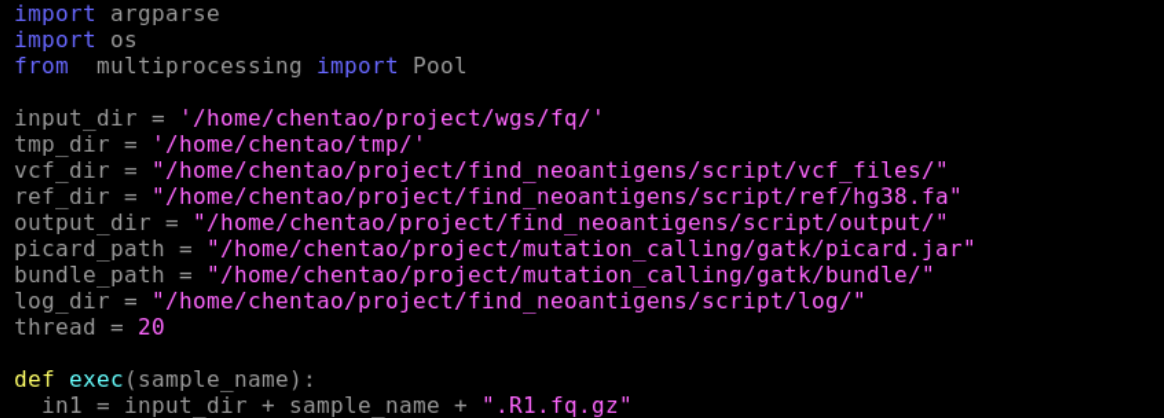 import argparse
import os
from  multiprocessing import Pool
input_dir = '/home/chentao/project/wgs/fq/'
tmp_dir = '/home/chentao/tmp/'
vcf_dir = "/home/chentao/project/find_neoantigens/script/vcf_files/"
ref_dir = "/home/chentao/project/find_neoantigens/script/ref/hg38.fa"
output_dir = "/home/chentao/project/find_neoantigens/script/output/"
picard_path = "/home/chentao/project/mutation_calling/gatk/picard.jar"
bundle_path = "/home/chentao/project/mutation_calling/gatk/bundle/"
log_dir = "/home/chentao/project/find_neoantigens/script/log/"
thread = 20
def exec(sample_name):
  in1 = input_dir + sample_name + ".R1.fq.gz"